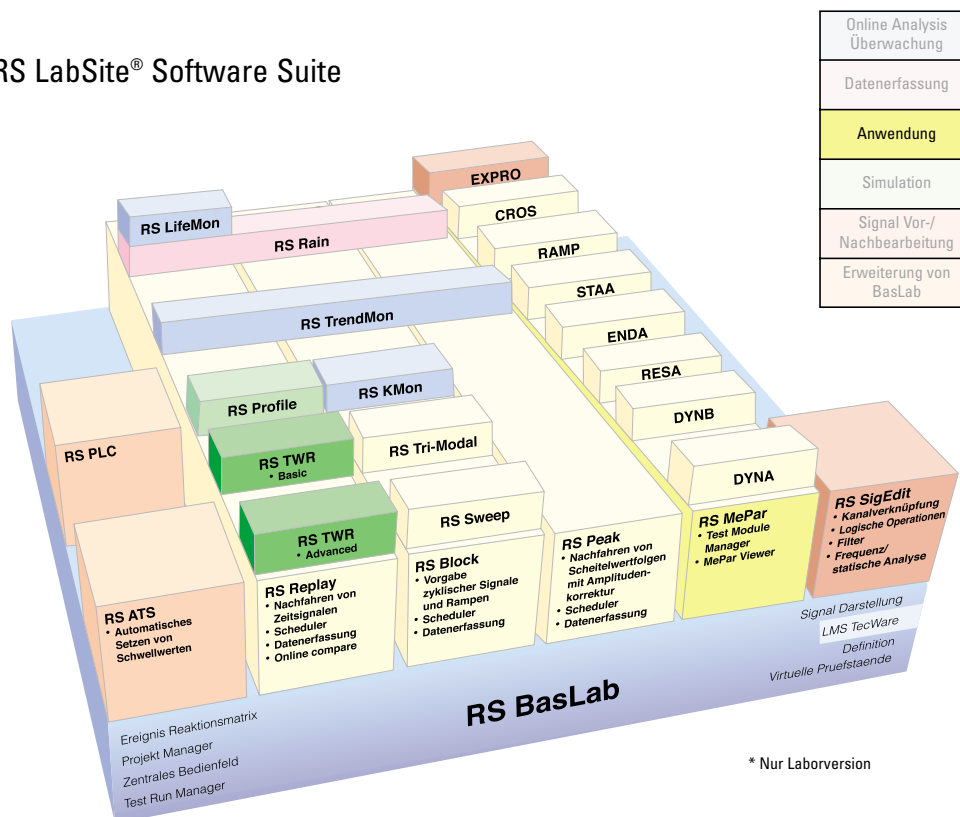 RS LabSite® Software Suite
Online Analysis
Überwachung
Datenerfassung
Anwendung
Simulation
Signal Vor-/
Nachbearbeitung
Erweiterung von
BasLab
EXPRO
CROS
RAMP
STAA
ENDA
RESA
DYNB
DYNA
RS LifeMon
RS Rain
RS TrendMon
RS Profile
RS KMon
RS PLC
RS TWR
• Basic
RS Tri-Modal
RS TWR
• Advanced
RS Sweep
RS ATS
• Automatisches
Setzen von
Schwellwerten
RS Replay
• Nachfahren von
Zeitsignalen
• Scheduler
• Datenerfassung
• Online compare
RS Block
• Vorgabe
zyklischer Signale
und Rampen
• Scheduler
• Datenerfassung
RS Peak
• Nachfahren von
Scheitelwertfolgen
mit Amplituden-
korrektur
• Scheduler
• Datenerfassung
RS MePar
• Test Module
Manager
• MePar Viewer
RS SigEdit
• Kanalverknüpfung
• Logische Operationen
• Filter
• Frequenz/
statische Analyse
Ereignis Reaktionsmatrix
Projekt Manager
Zentrales Bedienfeld
Test Run Manager
RS BasLab
Signal Darstellung
LMS TecWare
Definition
Virtuelle Pruefstaende
* Nur Laborversion